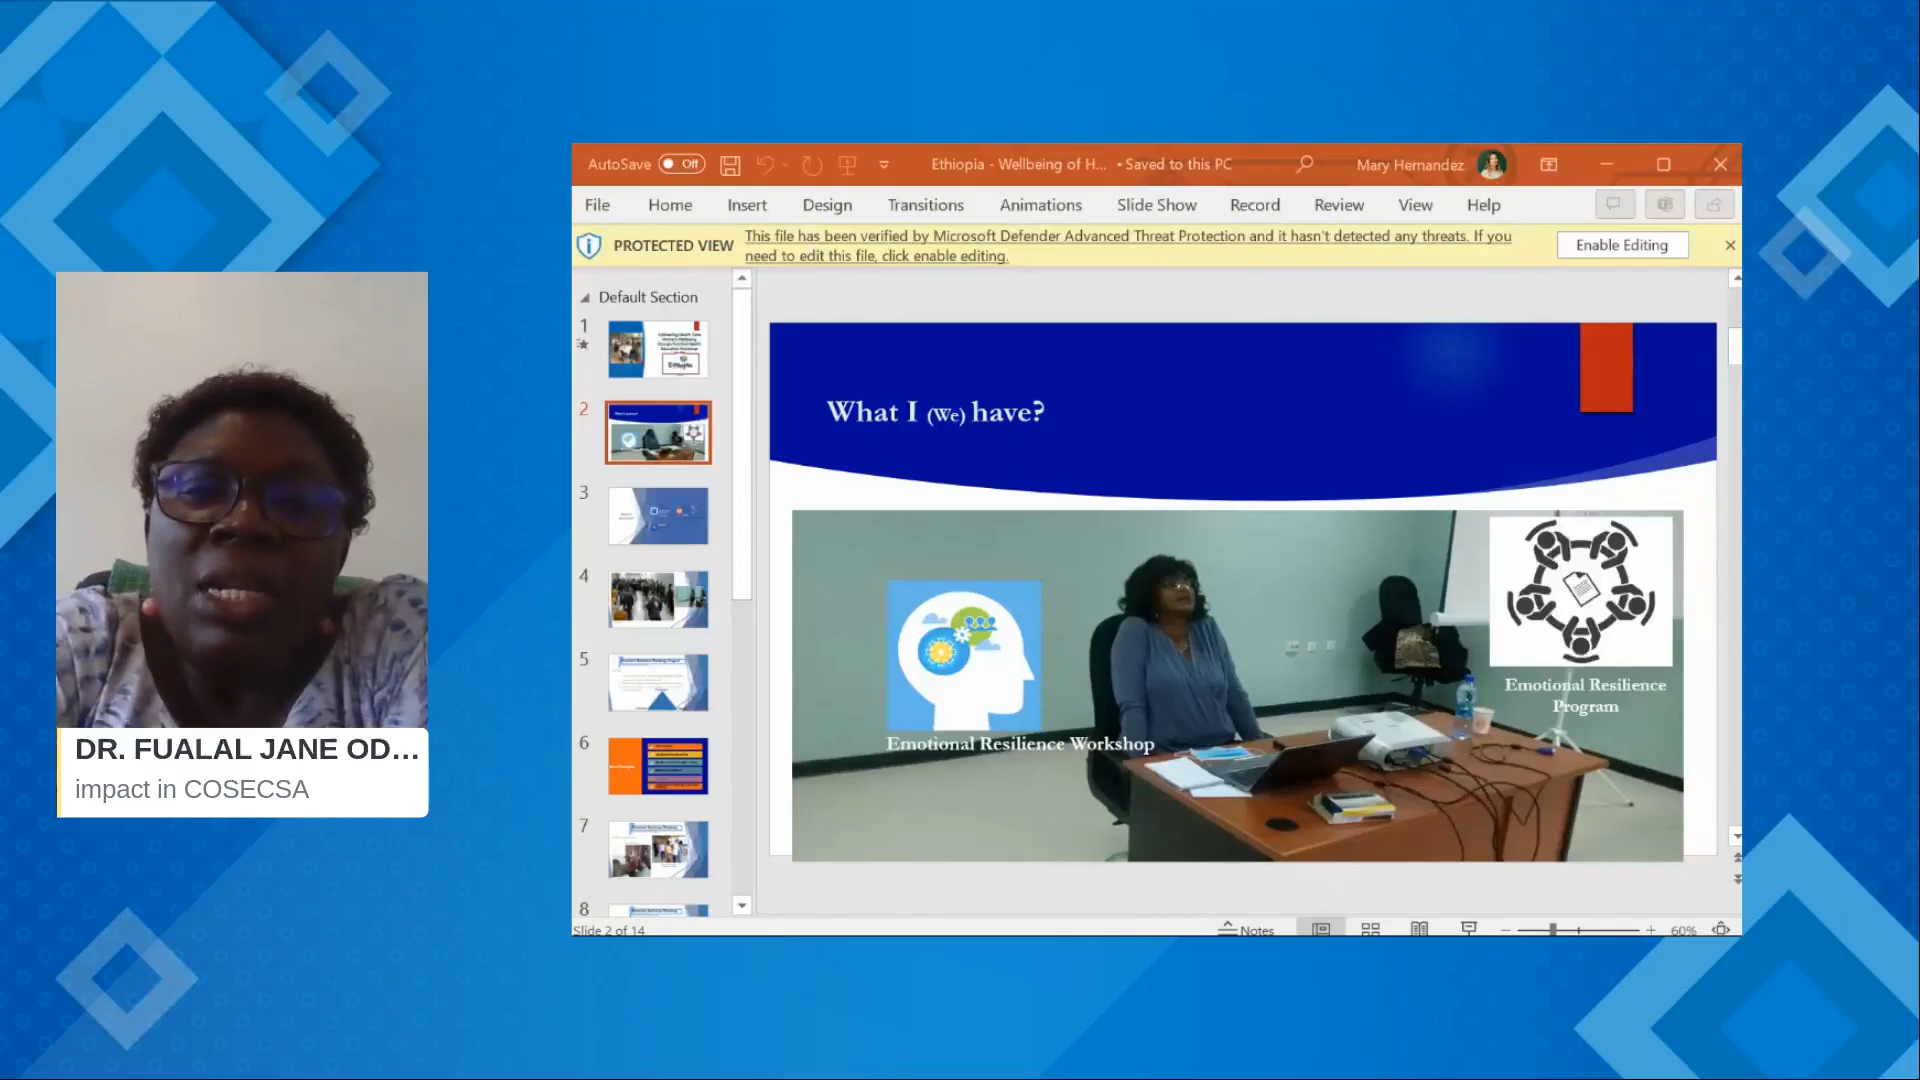 AutoSave Off Ethiopia - Wellbeing of H... • Saved to this PC Mary Hernandez
File Home Insert Design Transitions Animations Slide Show Record Review View Help
PROTECTED VIEW
This file has been verified by Microsoft Defender Advanced Threat Protection and it hasn't detected any threats. If you
need to edit this file, click enable editing.
Enable Editing
Default Section
1
2
3
4
5
6
7
8
What I (We) have?
Emotional Resilience Workshop
Emotional Resilience
Program
Slide 2 of 14
Notes
60%
DR. FUALAL JANE OD...
impact in COSECSA